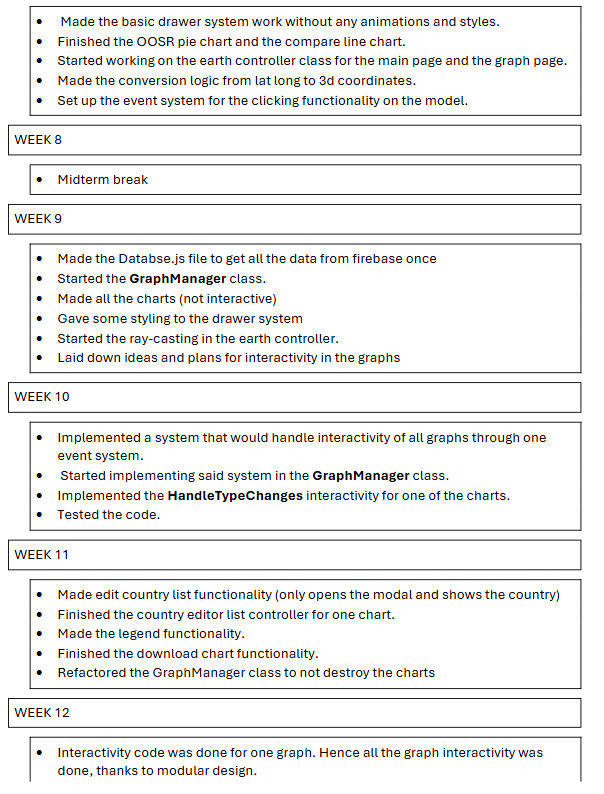 • Made the basic drawer system work without any animations and styles.
• Finished the OOSR pie chart and the compare line chart.
• Started working on the earth controller class for the main page and the graph page.
• Made the conversion logic from lat long to 3d coordinates.
• Set up the event system for the clicking functionality on the model.
WEEK 8
• Midterm break
WEEK 9
• Made the Databse.js file to get all the data from firebase once
• Started the GraphManager class.
• Made all the charts (not interactive)
• Gave some styling to the drawer system
• Started the ray-casting in the earth controller.
• Laid down ideas and plans for interactivity in the graphs
WEEK 10
• Implemented a system that would handle interactivity of all graphs through one
event system.
• Started implementing said system in the GraphManager class.
• Implemented the HandleTypeChanges interactivity for one of the charts.
• Tested the code.
WEEK 11
• Made edit country list functionality (only opens the modal and shows the country)
• Finished the country editor list controller for one chart.
• Made the legend functionality.
• Finished the download chart functionality.
• Refactored the GraphManager class to not destroy the charts
WEEK 12
• Interactivity code was done for one graph. Hence all the graph interactivity was
done, thanks to modular design.